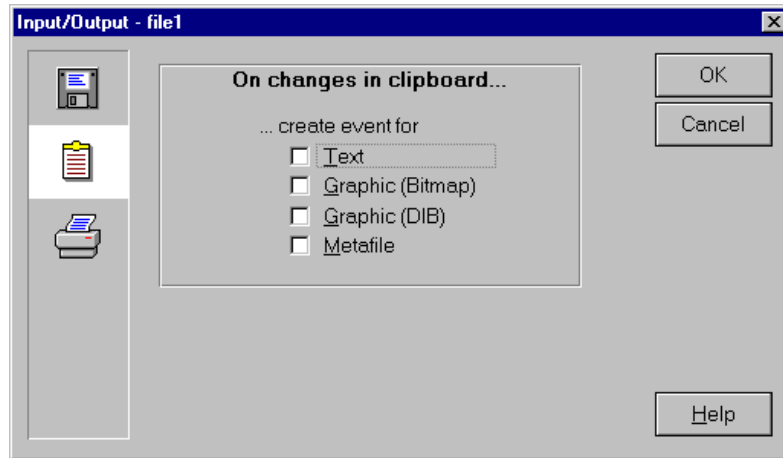 Input/Output - file1
On changes in clipboard...
... create event for
Text
Graphic (Bitmap)
Graphic (DIB)
Metafile
OK
Cancel
Help